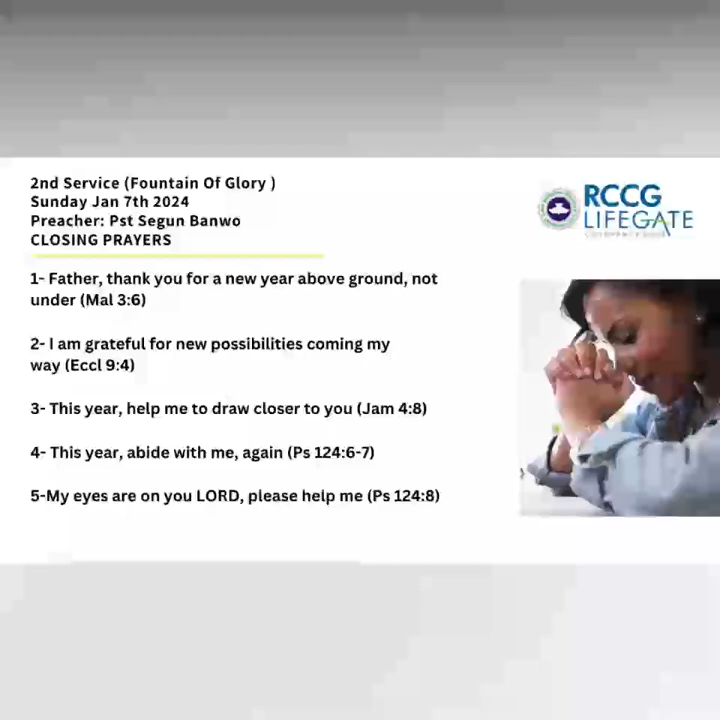 2nd Service (Fountain Of Glory )
Sunday Jan 7th 2024
Preacher: Pst Segun Banwo
CLOSING PRAYERS
RCCG
LIFEGATE
1- Father, thank you for a new year above ground, not
under (Mal 3:6)
2- I am grateful for new possibilities coming my
way (Eccl 9:4)
3- This year, help me to draw closer to you (Jam 4:8)
4- This year, abide with me, again (Ps 124:6-7)
5-My eyes are on you LORD, please help me (Ps 124:8)